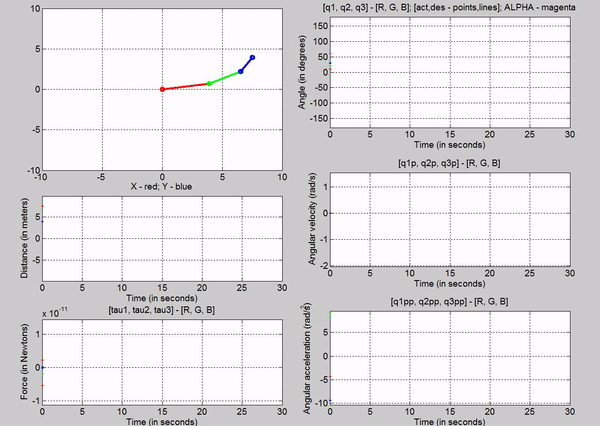 [q1, q2, q3] - [R, G, B]; [act,des - points,lines]; ALPHA - magenta
10
5
0
-5
-10
-10 -5 0 5 10
150
100
50
0
-50
-100
-150
Angle (in degrees)
0 5 10 15 20 25 30
Time (in seconds)
X - red; Y - blue
5
0
-5
Distance (in meters)
0 5 10 15 20 25 30
Time (in seconds)
[q1p, q2p, q3p] - [R, G, B]
1
0
-1
-2
Angular velocity (rad/s)
0 5 10 15 20 25 30
Time (in seconds)
[tau1, tau2, tau3] - [R, G, B]
x 10^-11
1
0
-1
Force (in Newtons)
0 5 10 15 20 25 30
Time (in seconds)
[q1pp, q2pp, q3pp] - [R, G, B]
5
0
-5
-10
Angular acceleration (rad/s²)
0 5 10 15 20 25 30
Time (in seconds)